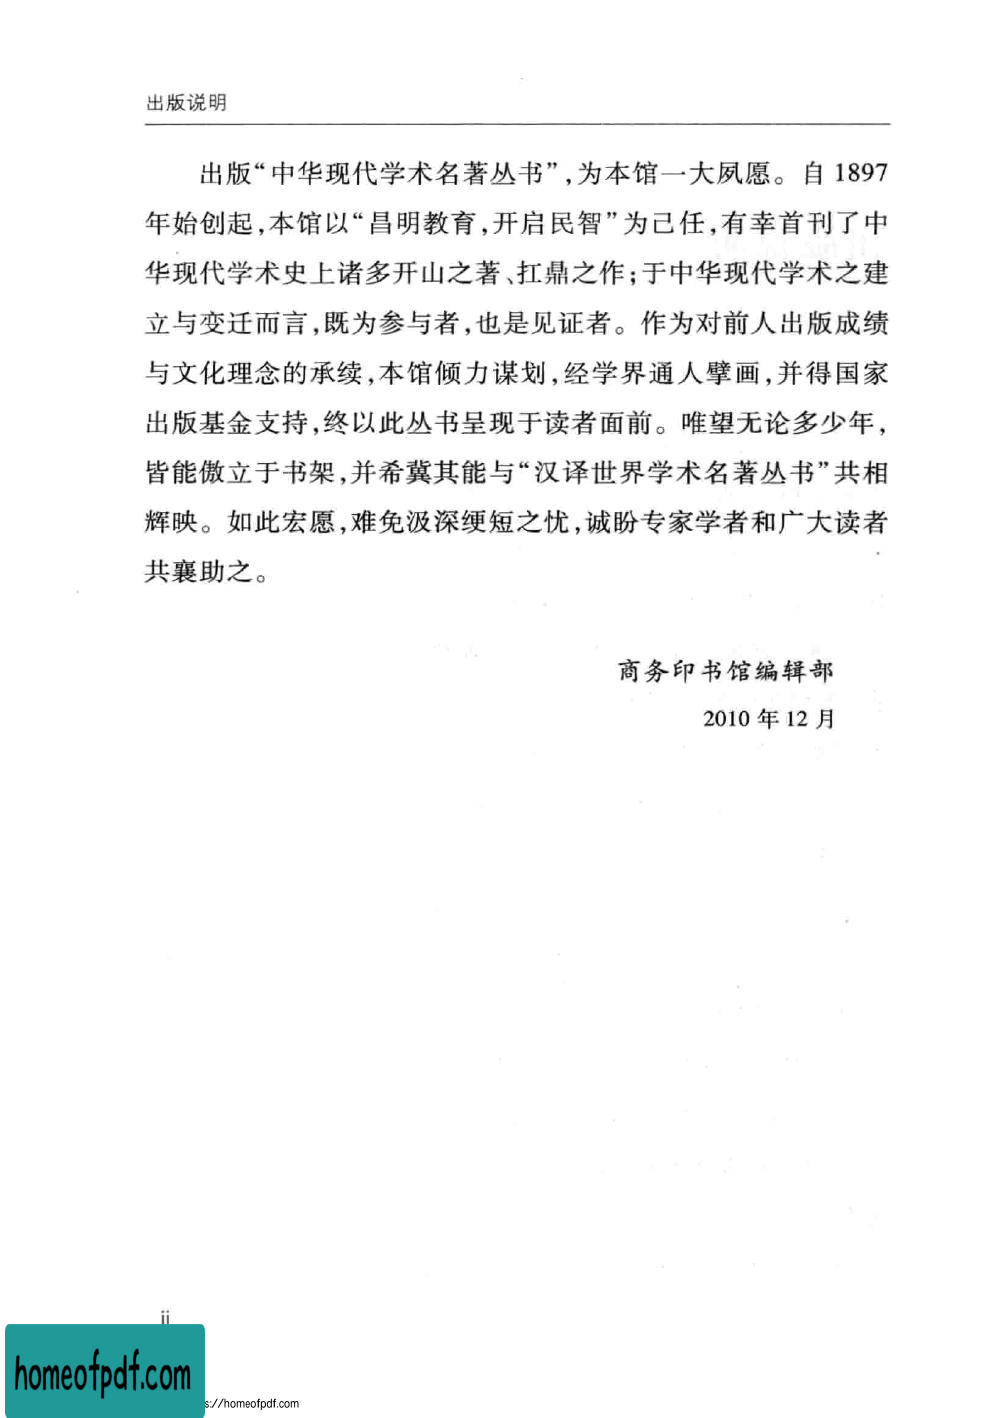 出版说明
出版“中华现代学术名著丛书”,为本馆一大夙愿。自 1897
年始创起,本馆以“昌明教育,开启民智”为己任,有幸首刊了中
华现代学术史上诸多开山之著、扛鼎之作;于中华现代学术之建
立与变迁而言,既为参与者,也是见证者。作为对前人出版成绩
与文化理念的承续,本馆倾力谋划,经学界通人擘画,并得国家
出版基金支持,终以此丛书呈现于读者面前。唯望无论多少年,
皆能傲立于书架,并希冀其能与“汉译世界学术名著丛书”共相
辉映。如此宏愿,难免汲深绠短之忧,诚盼专家学者和广大读者
共襄助之。
商务印书馆编辑部
2010 年 12 月
ii
homeofpdf.com
s://homeofpdf.com